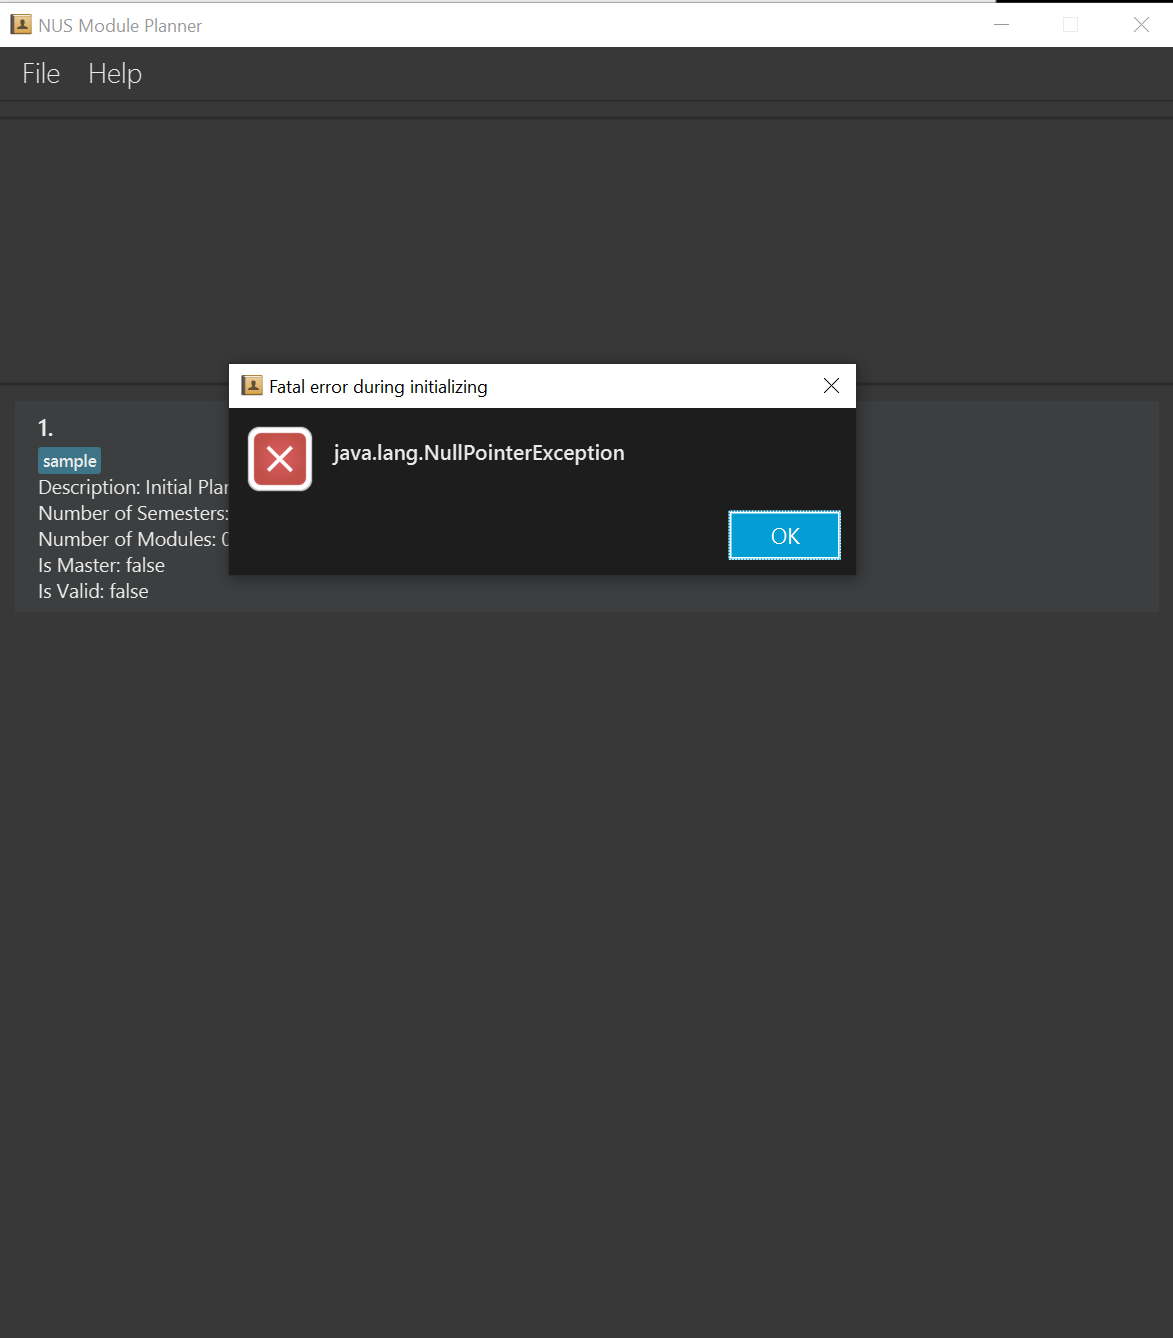 NUS Module Planner
File Help
Fatal error during initializing
java.lang.NullPointerException
OK
1.
sample
Description: Initial
Number of Semesters:
Number of Modules:
Is Master: false
Is Valid: false